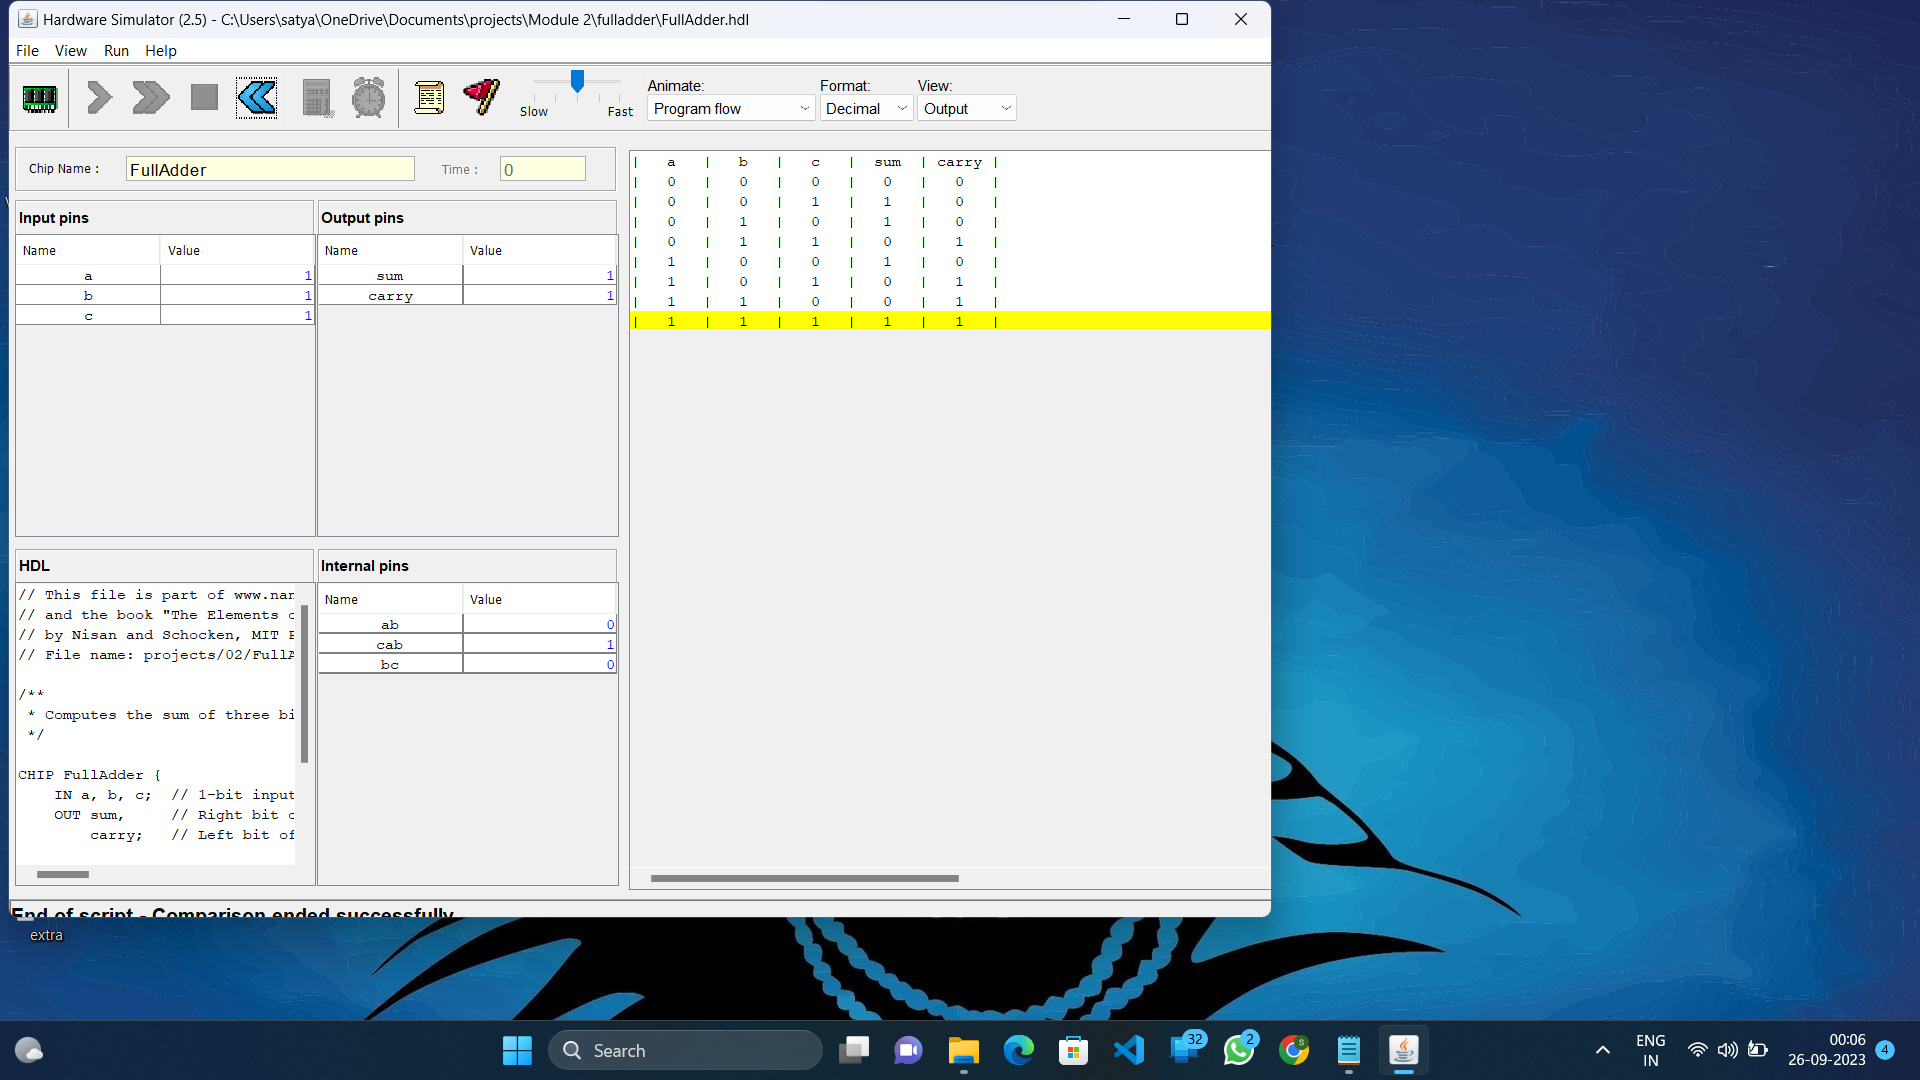 Hardware Simulator (2.5) - C:\Users\satya\OneDrive\Documents\projects\Module 2\fulladder\FullAdder.hdl
File View Run Help
Slow Fast
Animate: Format: View:
Program flow Decimal Output
Chip Name : FullAdder Time : 0
Input pins
Name Value
a 1
b 1
c 1
Output pins
Name Value
sum 1
carry 1
| a | b | c | sum | carry |
| 0 | 0 | 0 | 0 | 0 |
| 0 | 0 | 1 | 1 | 0 |
| 0 | 1 | 0 | 1 | 0 |
| 0 | 1 | 1 | 0 | 1 |
| 1 | 0 | 0 | 1 | 0 |
| 1 | 0 | 1 | 0 | 1 |
| 1 | 1 | 0 | 0 | 1 |
| 1 | 1 | 1 | 1 | 1 |
HDL
// This file is part of www.nan
// and the book "The Elements
// by Nisan and Schocken, MIT
// File name: projects/02/Full
/**
* Computes the sum of three bi
*/
CHIP FullAdder {
IN a, b, c; // 1-bit input
OUT sum, // Right bit
carry; // Left bit of
Internal pins
Name Value
ab 0
cab 1
bc 0
End of script - Comparison ended successfully
extra
Search
32
2
S
ENG
IN
00:06
26-09-2023
4